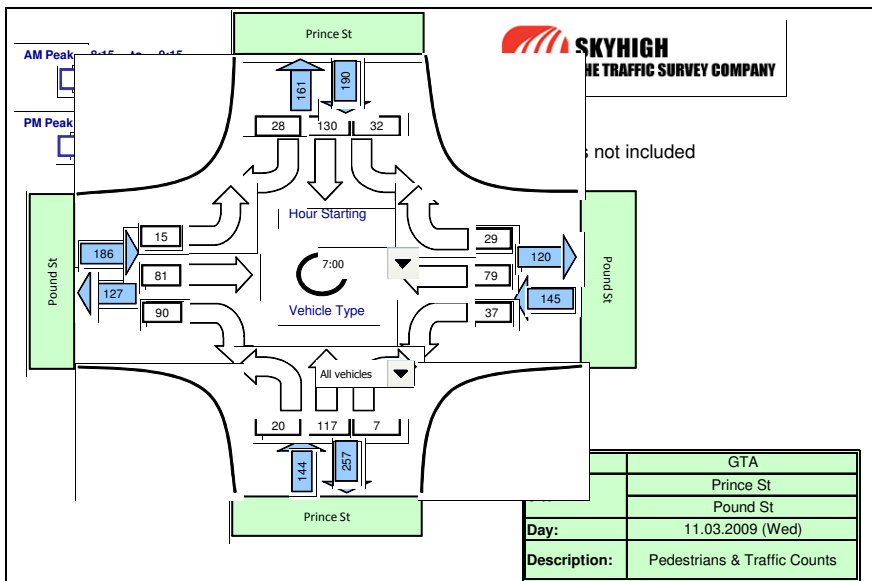 Prince St
SKYHIGH
HE TRAFFIC SURVEY COMPANY
AM Peak
PM Peak
not included
161
190
28 130 32
Hour Starting
7:00
Vehicle Type
All vehicles
Pound St
186
127
15
81
90
29
79
37
120
145
Pound St
20 117 7
144
257
Prince St
GTA
Prince St
Pound St
Day: 11.03.2009 (Wed)
Description: Pedestrians & Traffic Counts